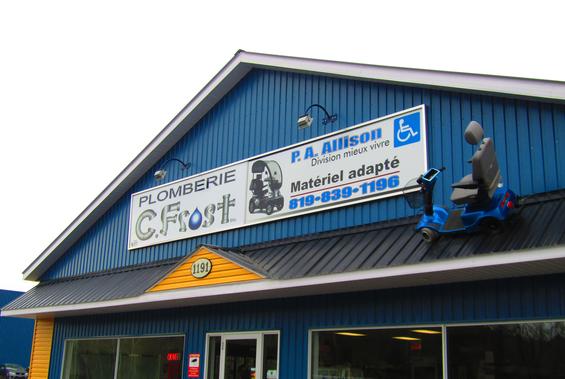 PLOMBERIE
C. Frost
P. A. Allison
Division mieux vivre
Matériel adapté
819-839-1196
1191